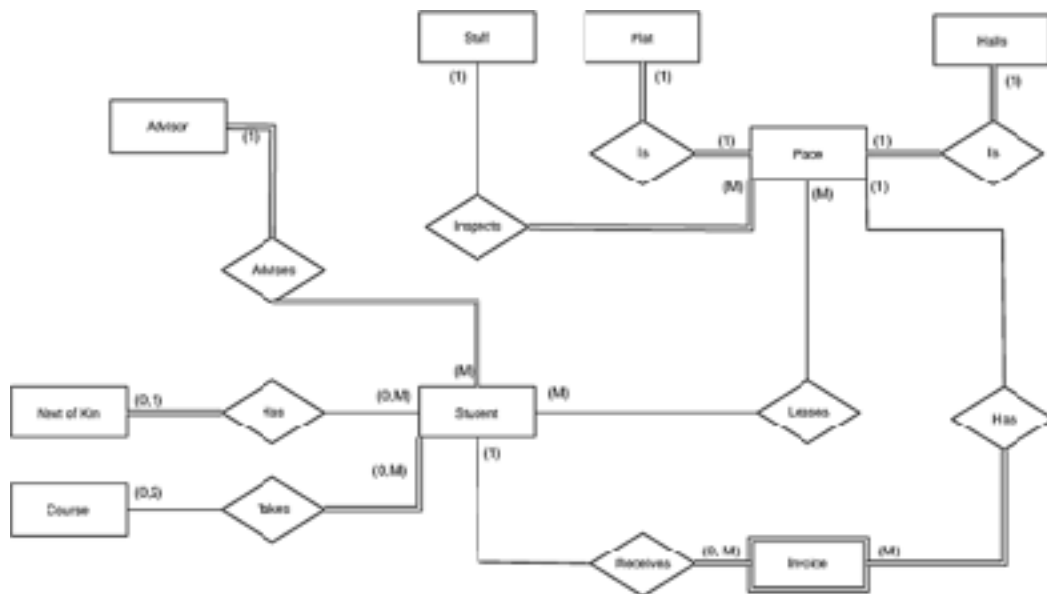 Staff
Flat
Halls
(1)
(1)
(1)
Advisor
(1)
Is
(1)
Place
(1)
Is
(M)
(M)
(1)
Inspects
Advises
(M)
Next of Kin
(0,1)
Has
(0,M)
Student
(M)
Leases
Has
(1)
(0,M)
Course
Takes
Receives
(0, M)
Invoice
(M)